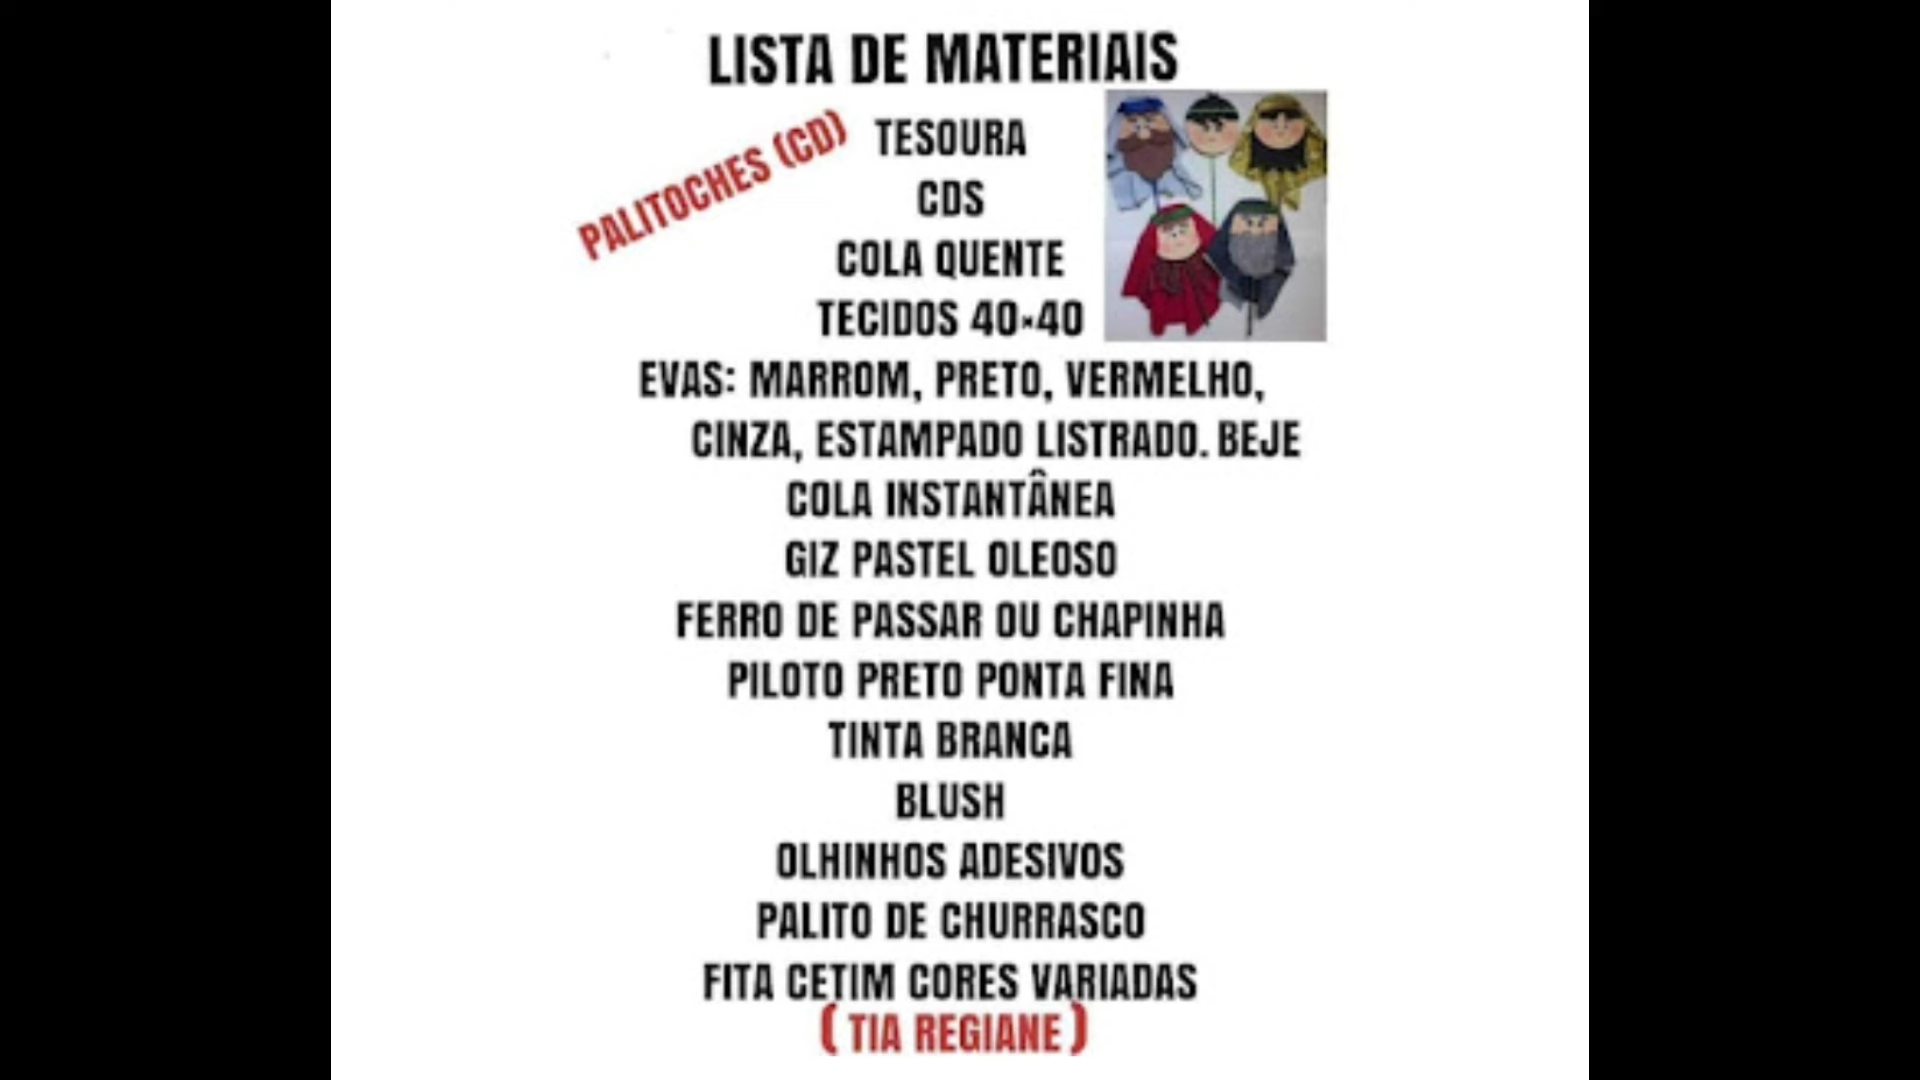 LISTA DE MATERIAIS
PALITOCHES (CD)
TESOURA
CDS
COLA QUENTE
TECIDOS 40×40
EVAS: MARROM, PRETO, VERMELHO,
CINZA, ESTAMPADO LISTRADO. BEJE
COLA INSTANTÂNEA
GIZ PASTEL OLEOSO
FERRO DE PASSAR OU CHAPINHA
PILOTO PRETO PONTA FINA
TINTA BRANCA
BLUSH
OLHINHOS ADESIVOS
PALITO DE CHURRASCO
FITA CETIM CORES VARIADAS
( TIA REGIANE )